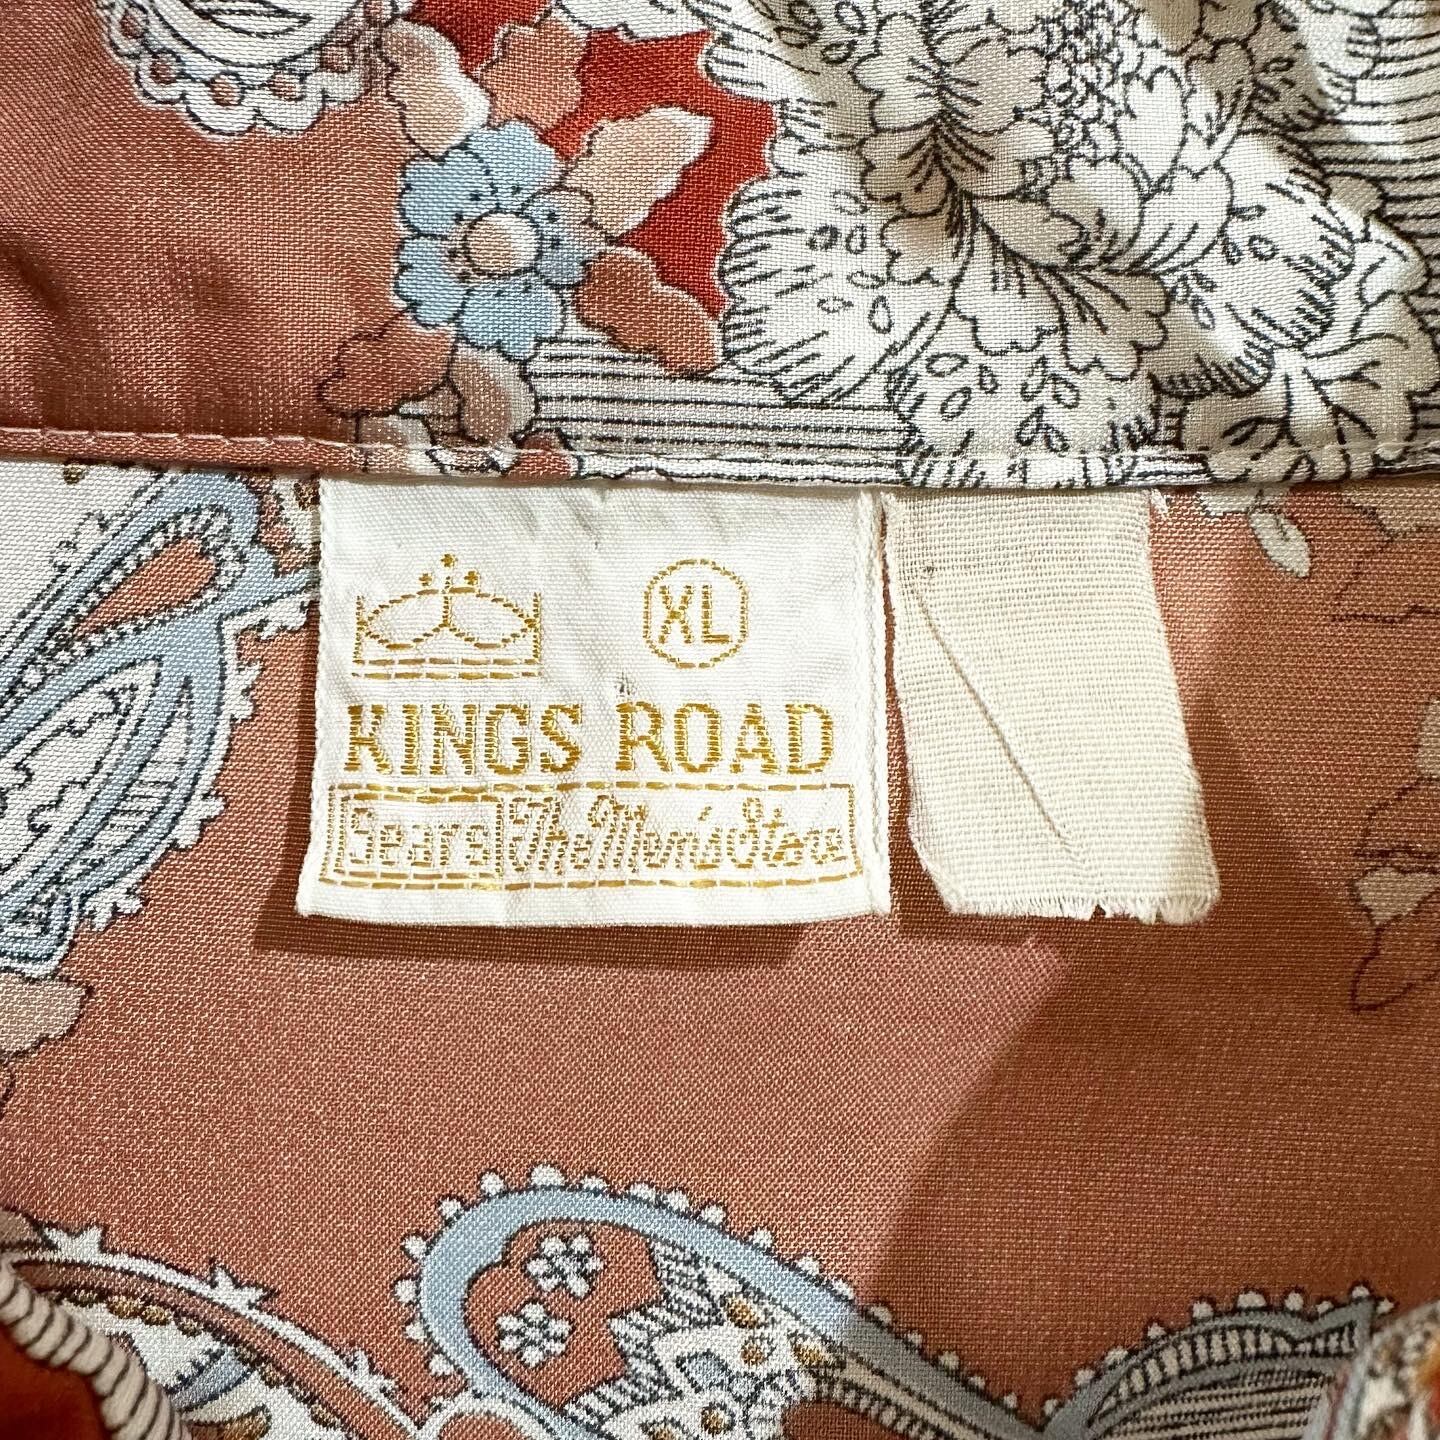 XL
KINGS ROAD
Sears The Men's Store